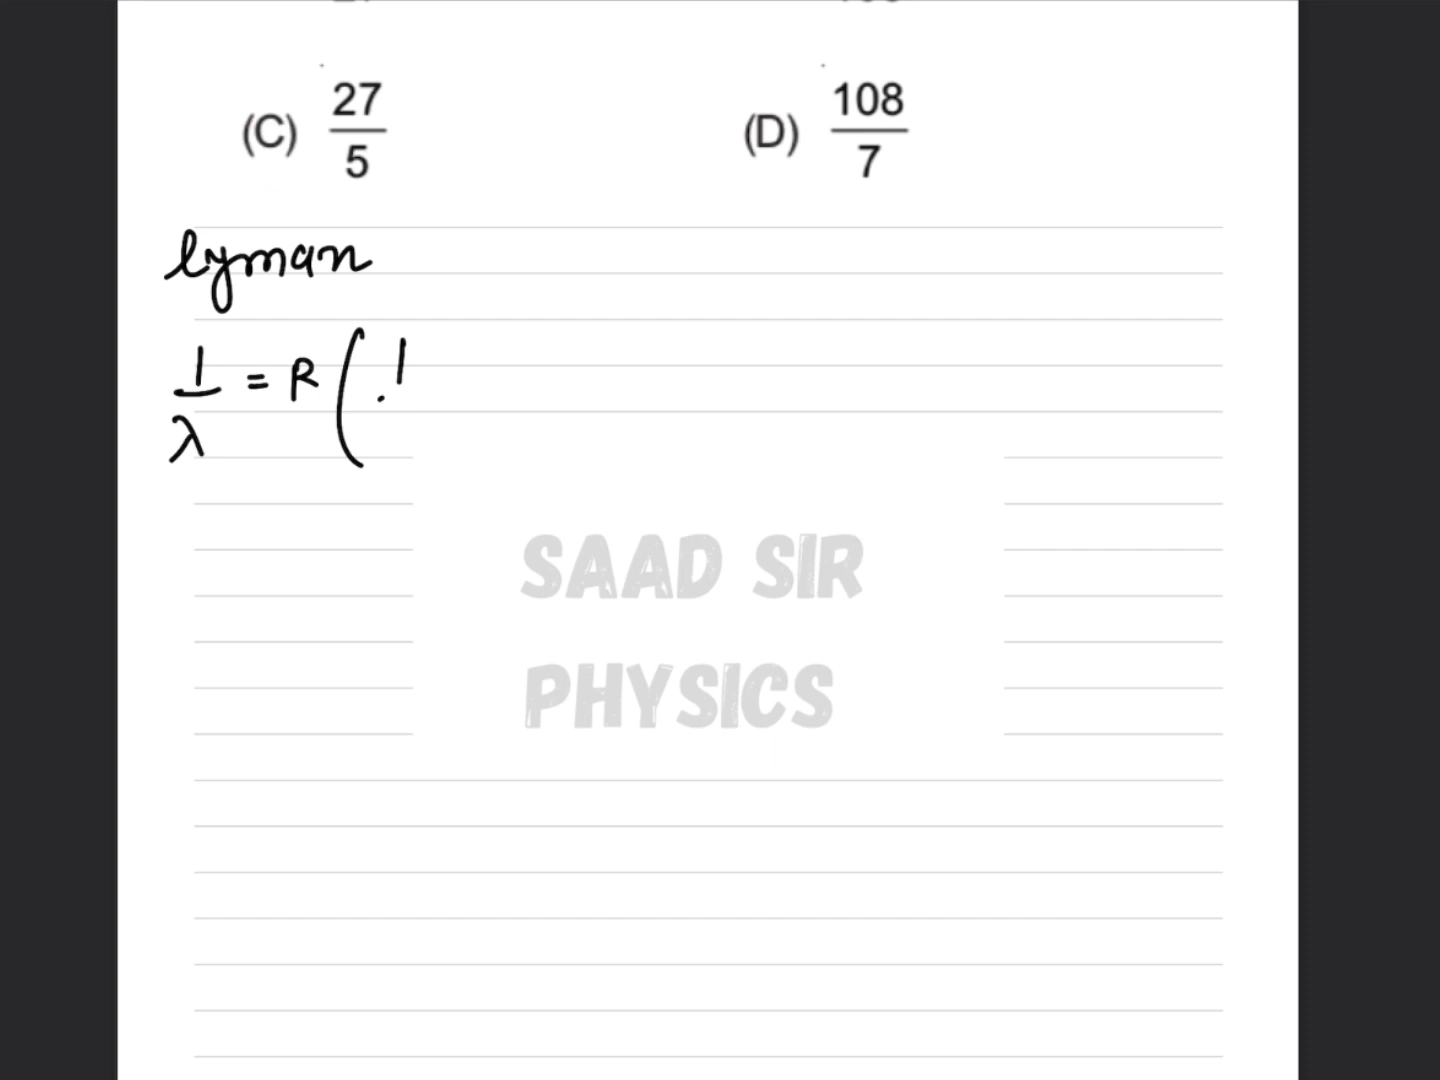 (C) 27/5 (D) 108/7
lyman
1/λ = R ( 1
SAAD SIR
PHYSICS